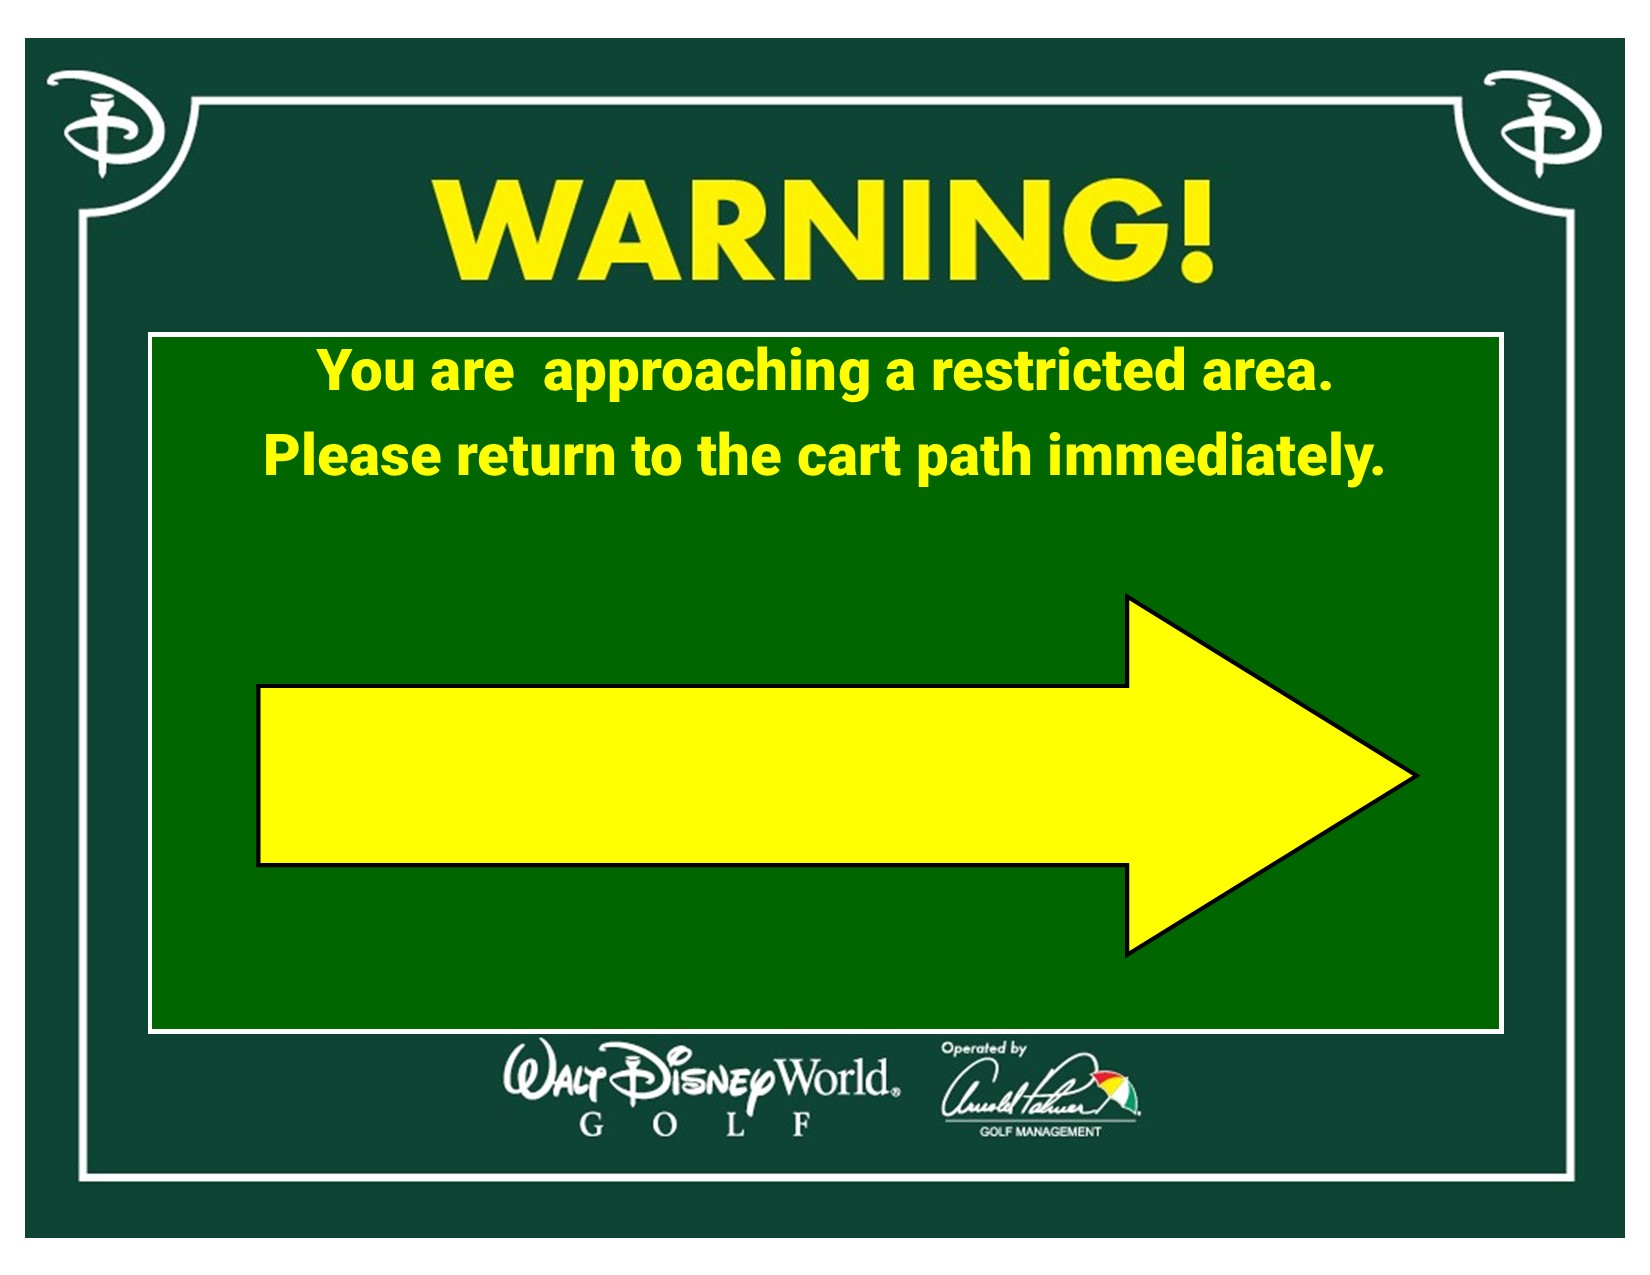 WARNING!
You are  approaching a restricted area.
Please return to the cart path immediately.
Walt Disney World®
GOLF
Operated by
Arnold Palmer
GOLF MANAGEMENT